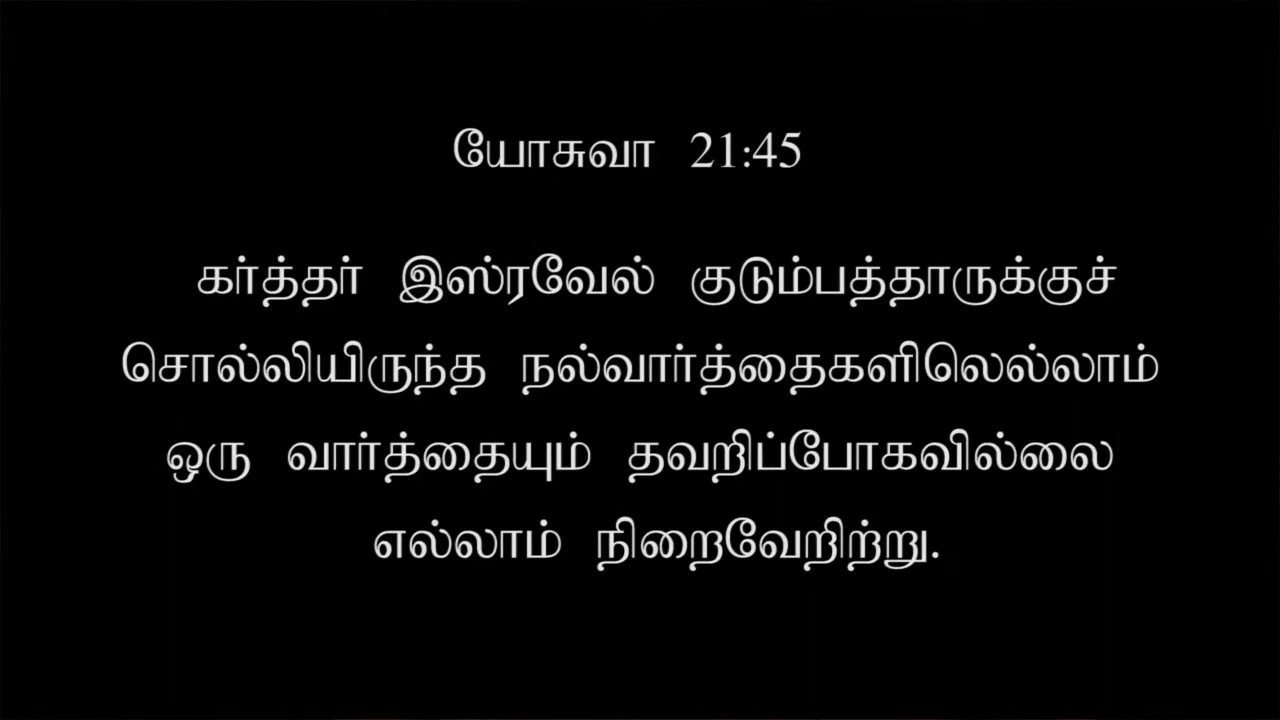 யோசுவா 21:45
கர்த்தர் இஸ்ரவேல் குடும்பத்தாருக்குச்
சொல்லியிருந்த நல்வார்த்தைகளிலெல்லாம்
ஒரு வார்த்தையும் தவறிப்போகவில்லை
எல்லாம் நிறைவேறிற்று.